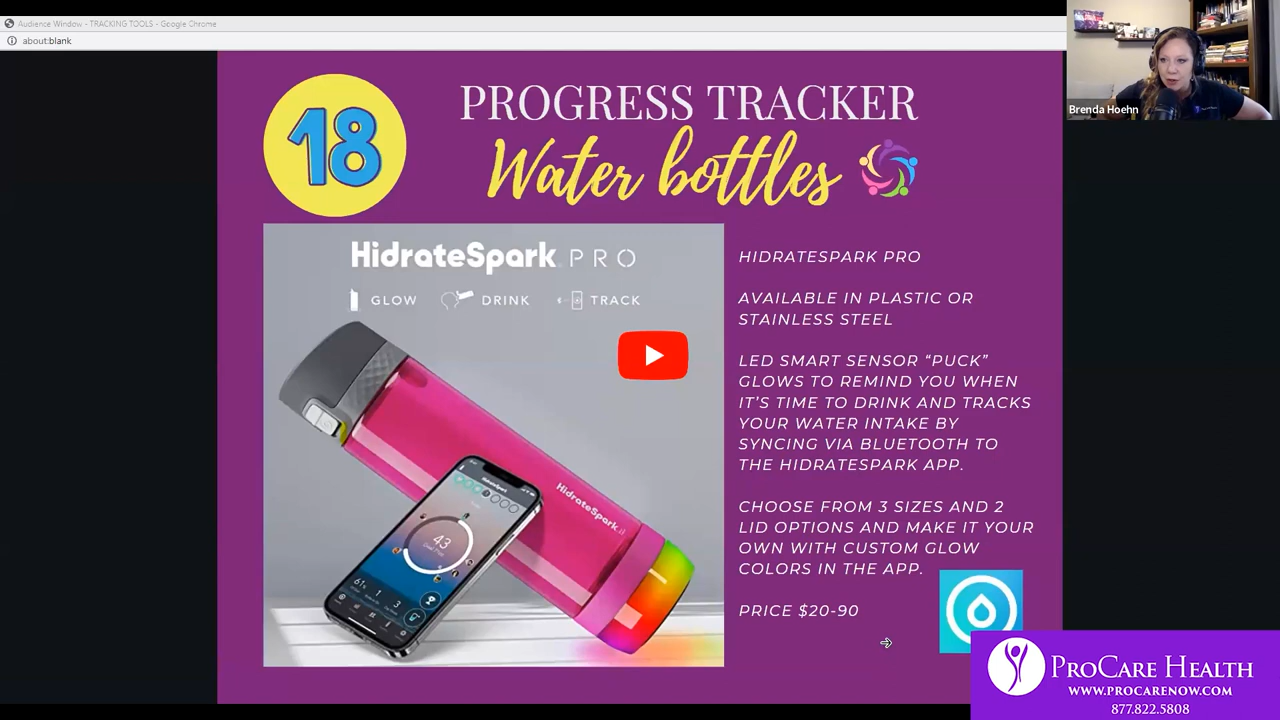 Audience Window - TRACKING TOOLS - Google Chrome
about:blank
Brenda Hoehn
18
PROGRESS TRACKER
Water bottles
HidrateSpark PRO
GLOW DRINK TRACK
HidrateSpark
43
61%
1
3
HIDRATESPARK PRO
AVAILABLE IN PLASTIC OR
STAINLESS STEEL
LED SMART SENSOR “PUCK”
GLOWS TO REMIND YOU WHEN
IT’S TIME TO DRINK AND TRACKS
YOUR WATER INTAKE BY
SYNCING VIA BLUETOOTH TO
THE HIDRATESPARK APP.
CHOOSE FROM 3 SIZES AND 2
LID OPTIONS AND MAKE IT YOUR
OWN WITH CUSTOM GLOW
COLORS IN THE APP.
PRICE $20-90
PROCARE HEALTH
WWW.PROCARENOW.COM
877.822.5808